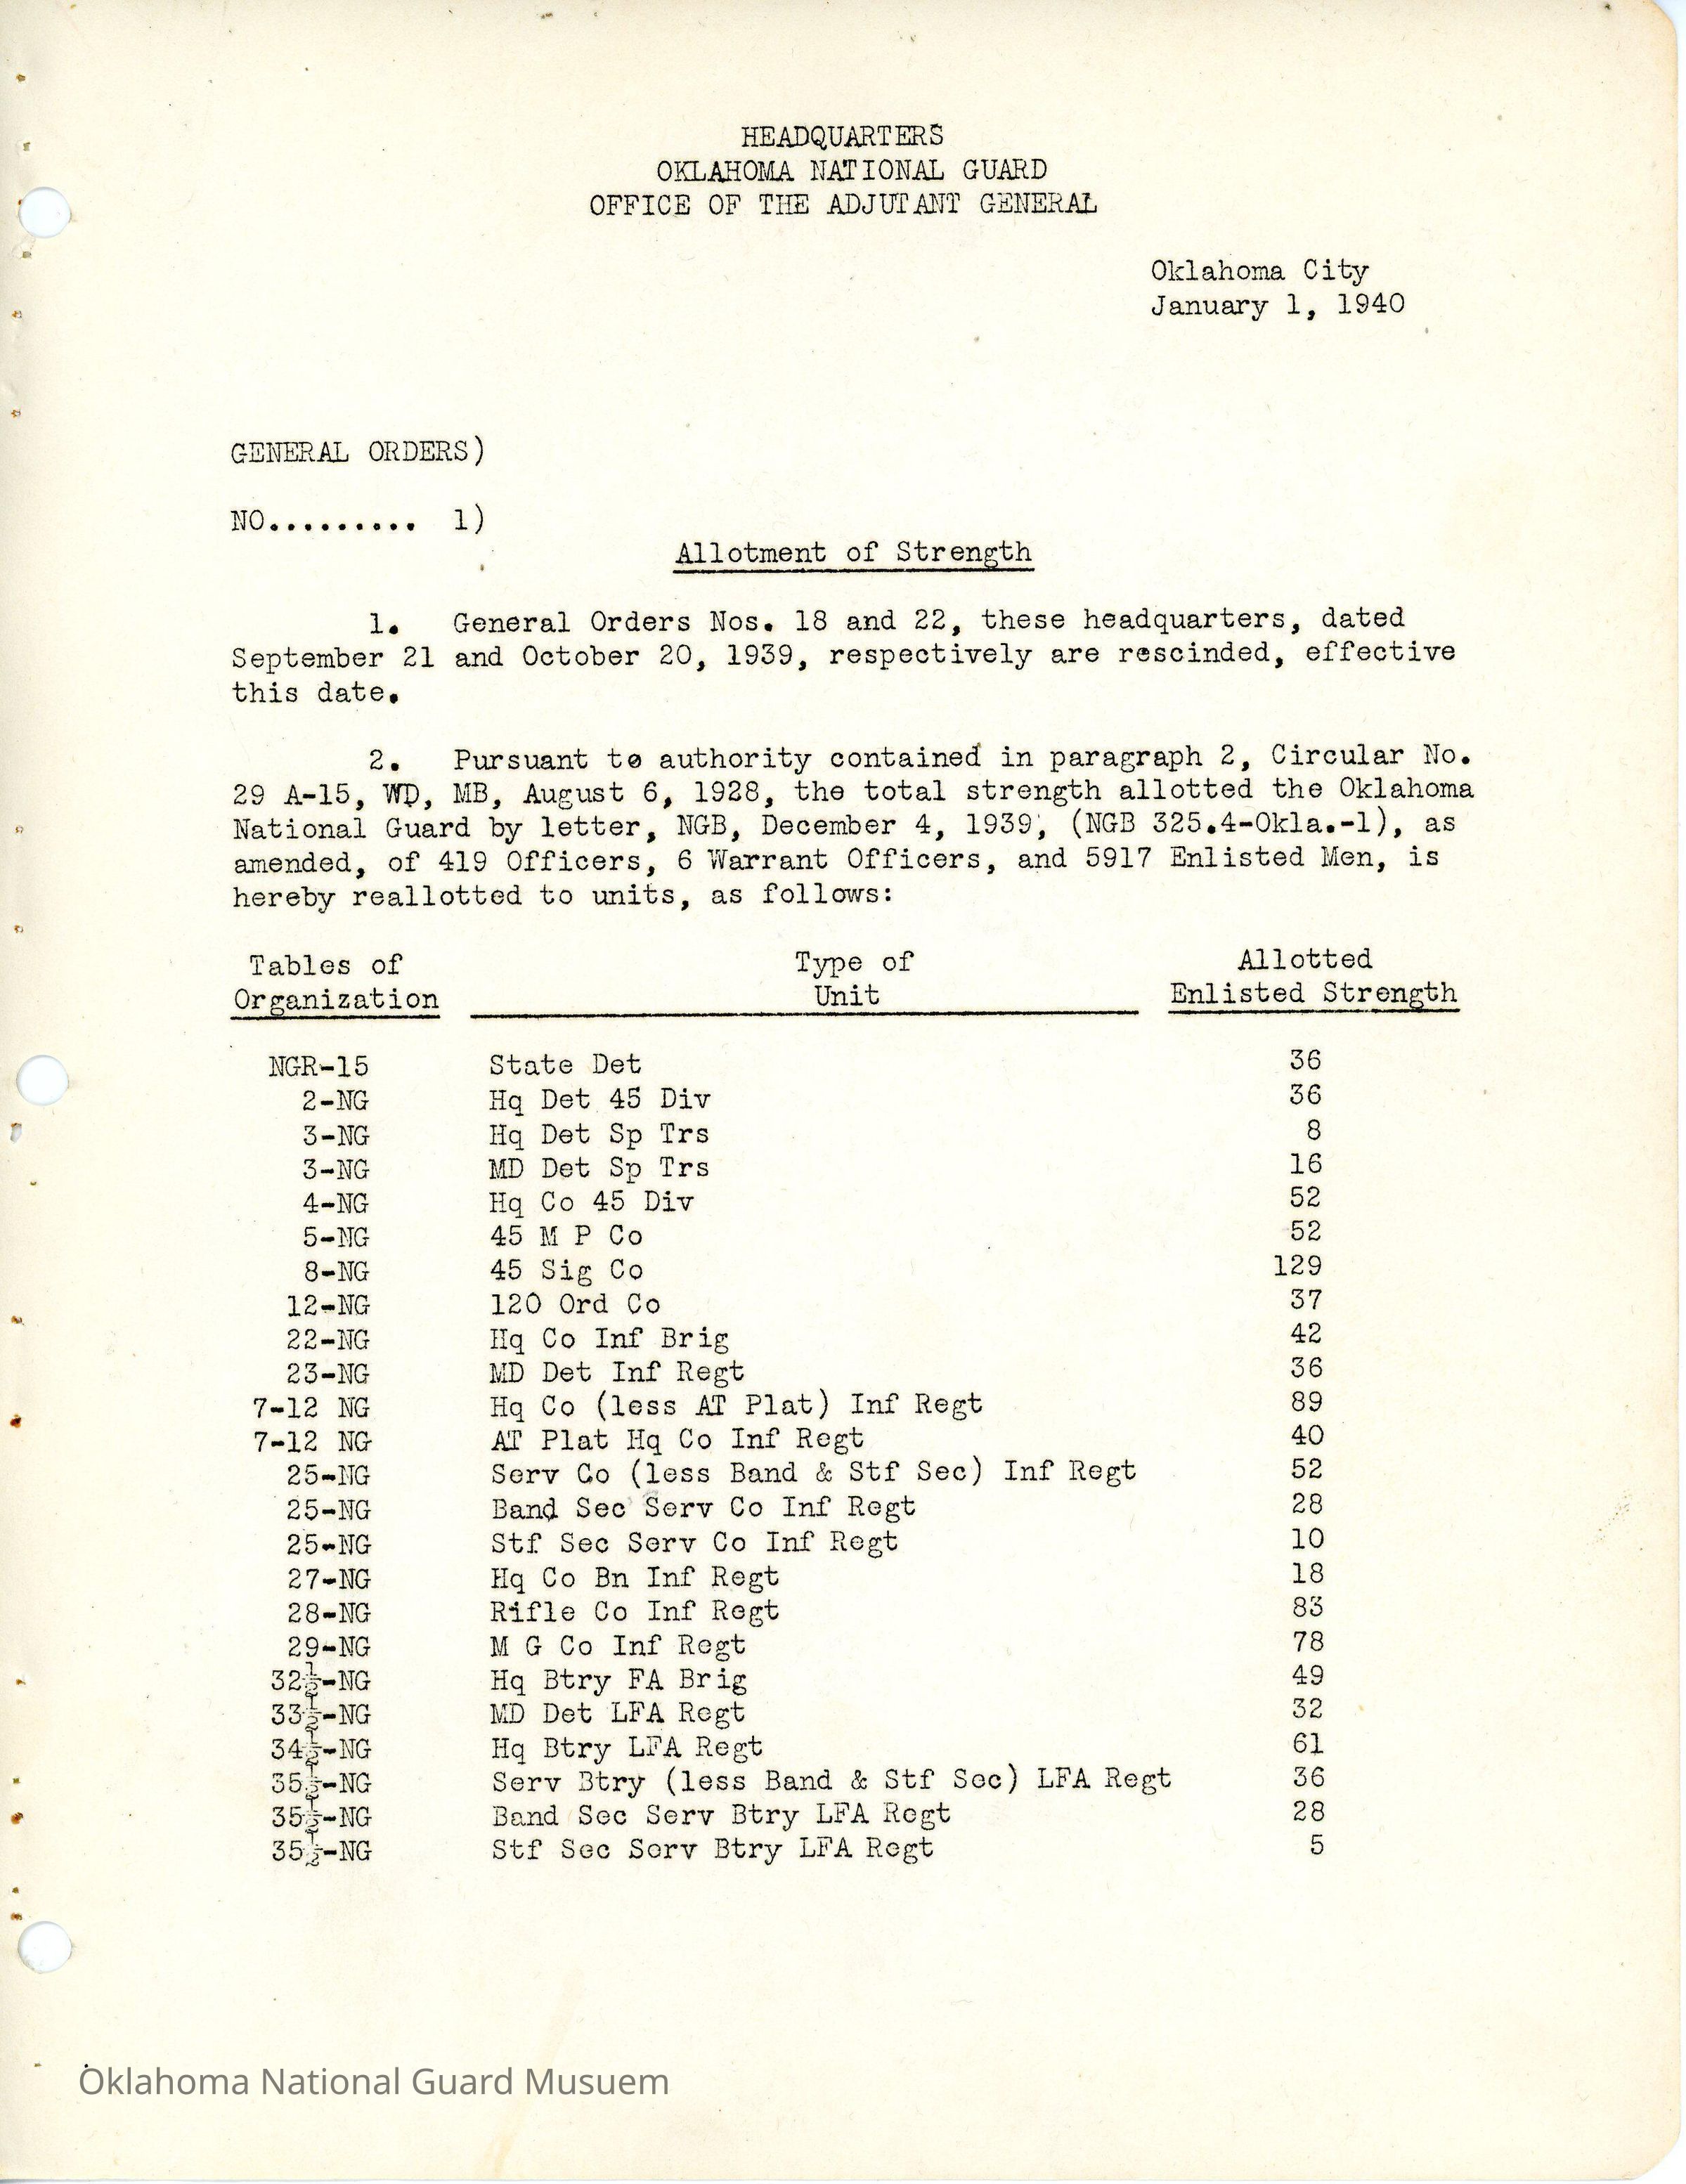 HEADQUARTERS
OKLAHOMA NATIONAL GUARD
OFFICE OF THE ADJUTANT GENERAL
Oklahoma City
January 1, 1940
GENERAL ORDERS)
NO......... 1)
Allotment of Strength
1. General Orders Nos. 18 and 22, these headquarters, dated
September 21 and October 20, 1939, respectively are rescinded, effective
this date.
2. Pursuant to authority contained in paragraph 2, Circular No.
29 A-15, WD, MB, August 6, 1928, the total strength allotted the Oklahoma
National Guard by letter, NGB, December 4, 1939, (NGB 325.4-Okla.-1), as
amended, of 419 Officers, 6 Warrant Officers, and 5917 Enlisted Men, is
hereby reallotted to units, as follows:
Tables of Type of Allotted
Organization Unit Enlisted Strength
NGR-15 State Det 36
2-NG Hq Det 45 Div 36
3-NG Hq Det Sp Trs 8
3-NG MD Det Sp Trs 16
4-NG Hq Co 45 Div 52
5-NG 45 M P Co 52
8-NG 45 Sig Co 129
12-NG 120 Ord Co 37
22-NG Hq Co Inf Brig 42
23-NG MD Det Inf Regt 36
7-12 NG Hq Co (less AT Plat) Inf Regt 89
7-12 NG AT Plat Hq Co Inf Regt 40
25-NG Serv Co (less Band & Stf Sec) Inf Regt 52
25-NG Band Sec Serv Co Inf Regt 28
25-NG Stf Sec Serv Co Inf Regt 10
27-NG Hq Co Bn Inf Regt 18
28-NG Rifle Co Inf Regt 83
29-NG M G Co Inf Regt 78
32½-NG Hq Btry FA Brig 49
33½-NG MD Det LFA Regt 32
34½-NG Hq Btry LFA Regt 61
35½-NG Serv Btry (less Band & Stf Sec) LFA Regt 36
35½-NG Band Sec Serv Btry LFA Regt 28
35½-NG Stf Sec Serv Btry LFA Regt 5
Oklahoma National Guard Musuem